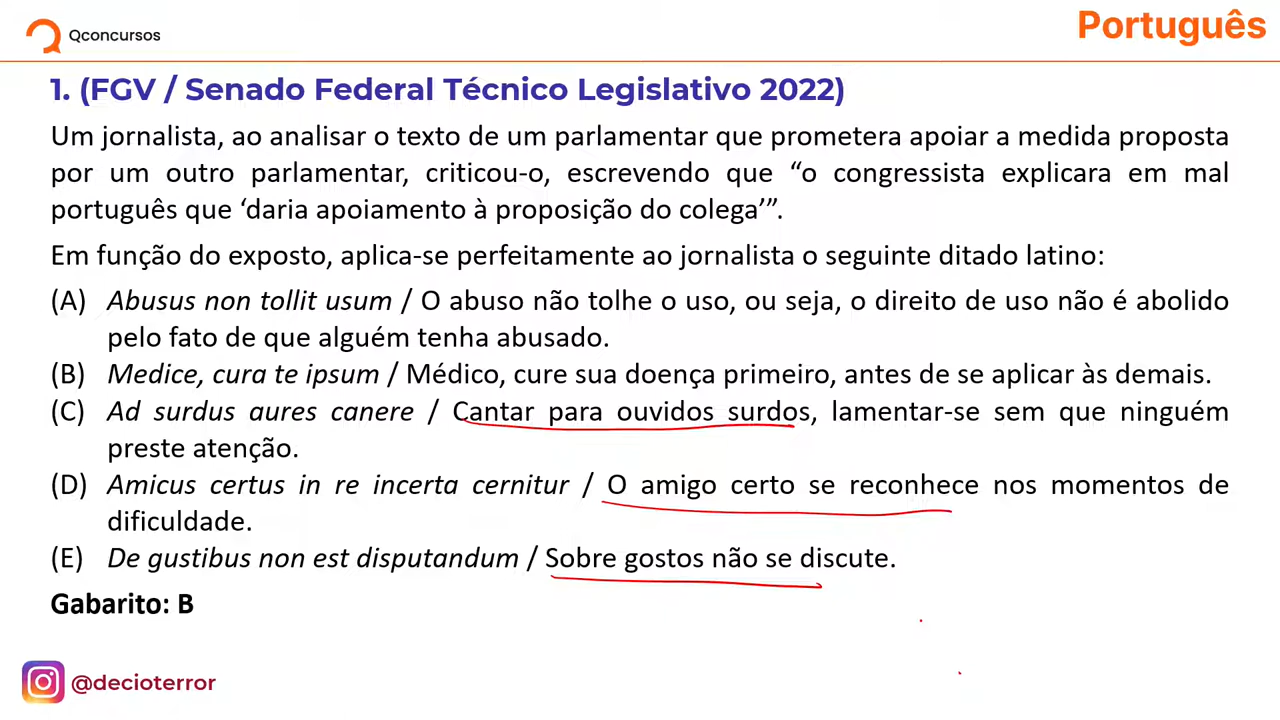 Qconcursos
Português
1. (FGV / Senado Federal Técnico Legislativo 2022)
Um jornalista, ao analisar o texto de um parlamentar que prometera apoiar a medida proposta
por um outro parlamentar, criticou-o, escrevendo que “o congressista explicara em mal
português que ‘daria apoiamento à proposição do colega’”.
Em função do exposto, aplica-se perfeitamente ao jornalista o seguinte ditado latino:
(A) Abusus non tollit usum / O abuso não tolhe o uso, ou seja, o direito de uso não é abolido
pelo fato de que alguém tenha abusado.
(B) Medice, cura te ipsum / Médico, cure sua doença primeiro, antes de se aplicar às demais.
(C) Ad surdus aures canere / Cantar para ouvidos surdos, lamentar-se sem que ninguém
preste atenção.
(D) Amicus certus in re incerta cernitur / O amigo certo se reconhece nos momentos de
dificuldade.
(E) De gustibus non est disputandum / Sobre gostos não se discute.
Gabarito: B
@decioterror